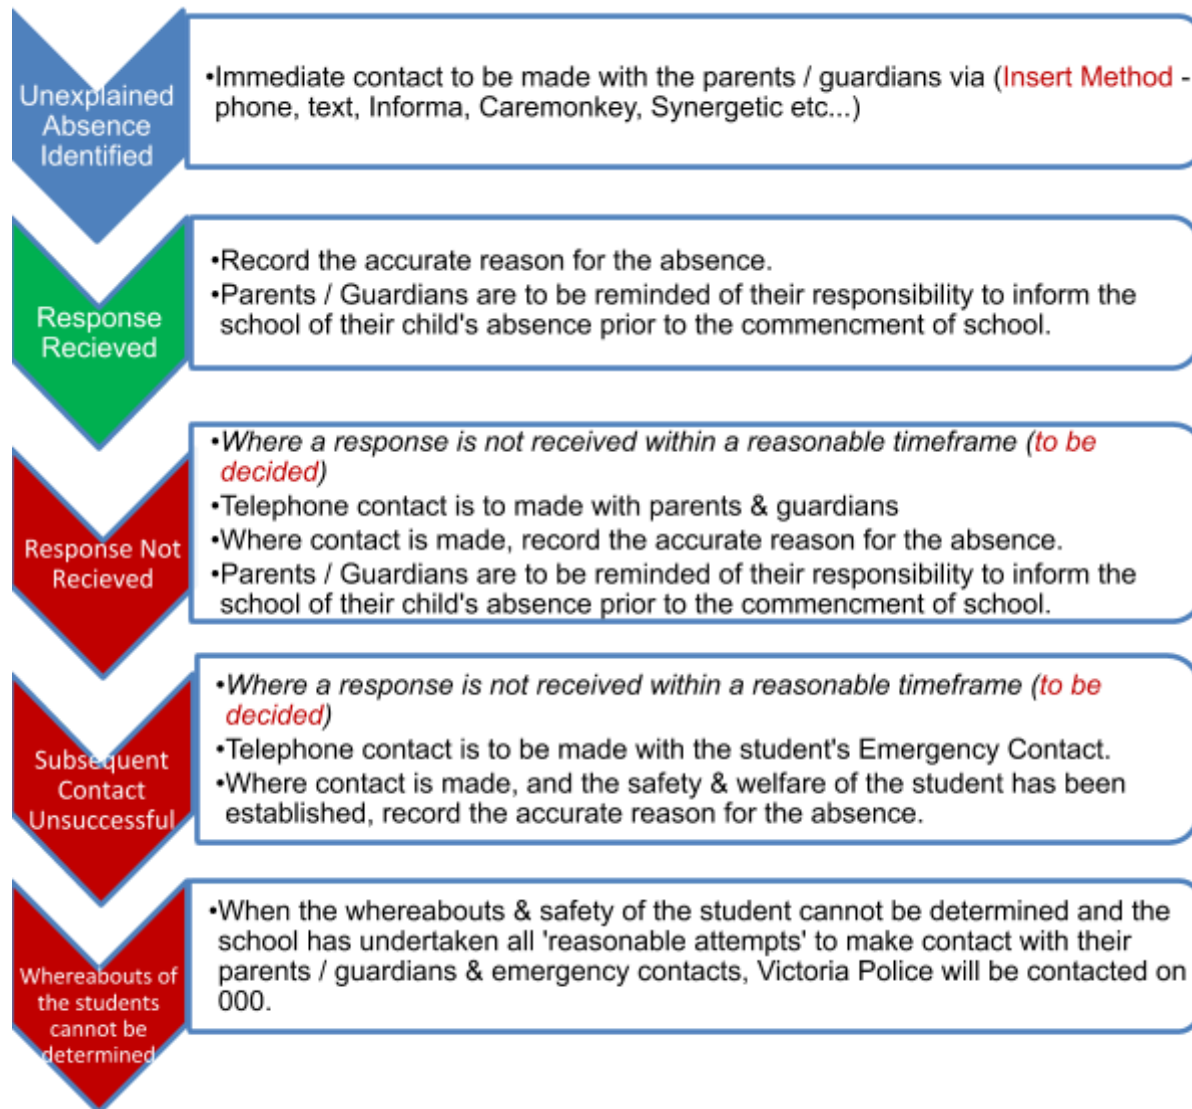 Unexplained
Absence
Identified
•Immediate contact to be made with the parents / guardians via (Insert Method -
phone, text, Informa, Caremonkey, Synergetic etc...)
Response
Recieved
•Record the accurate reason for the absence.
•Parents / Guardians are to be reminded of their responsibility to inform the
school of their child's absence prior to the commencment of school.
Response Not
Recieved
•Where a response is not received within a reasonable timeframe (to be
decided)
•Telephone contact is to made with parents & guardians
•Where contact is made, record the accurate reason for the absence.
•Parents / Guardians are to be reminded of their responsibility to inform the
school of their child's absence prior to the commencment of school.
Subsequent
Contact
Unsuccessful
•Where a response is not received within a reasonable timeframe (to be
decided)
•Telephone contact is to be made with the student's Emergency Contact.
•Where contact is made, and the safety & welfare of the student has been
established, record the accurate reason for the absence.
Whereabouts of
the students
cannot be
determined
•When the whereabouts & safety of the student cannot be determined and the
school has undertaken all 'reasonable attempts' to make contact with their
parents / guardians & emergency contacts, Victoria Police will be contacted on
000.